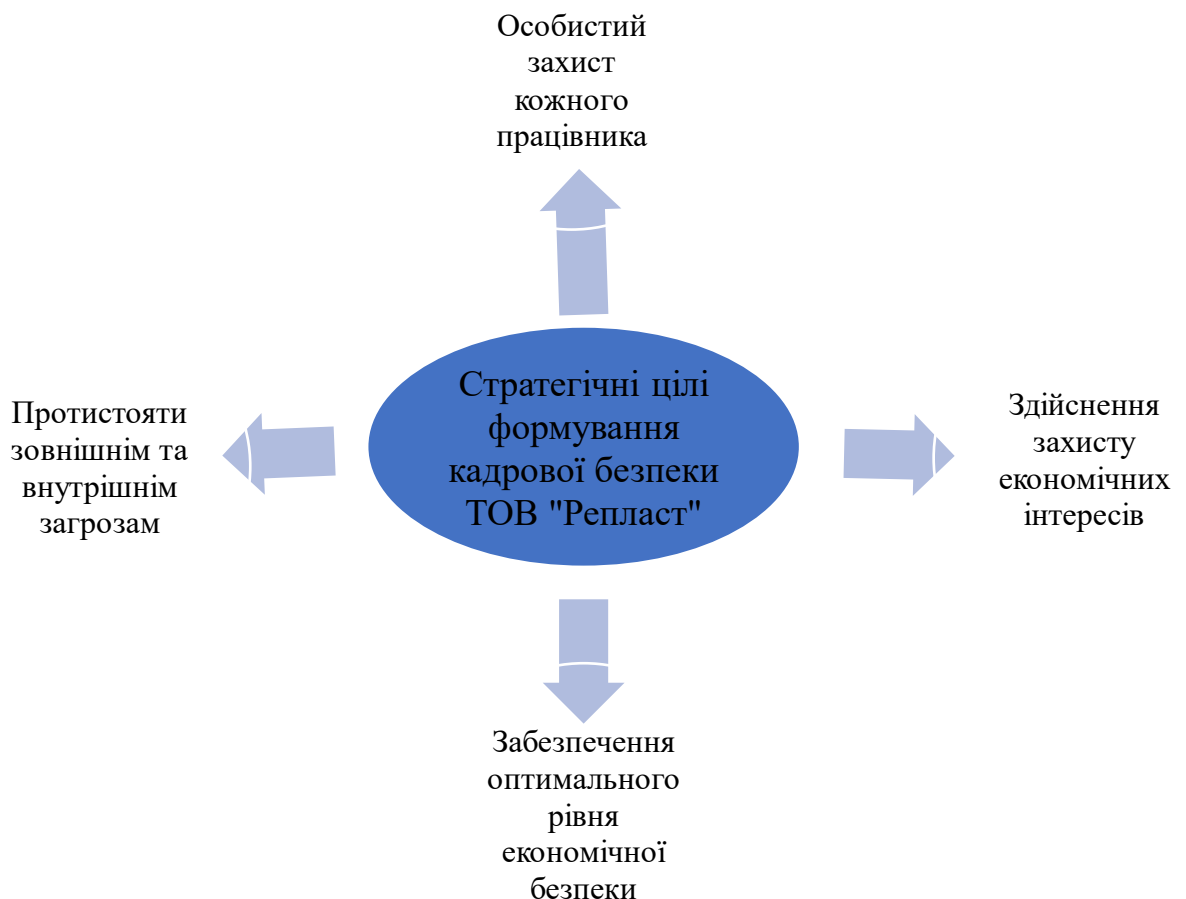 Особистий
захист
кожного
працівника
Стратегічні цілі
формування
кадрової безпеки
ТОВ "Репласт"
Протистояти
зовнішнім та
внутрішнім
загрозам
Здійснення
захисту
економічних
інтересів
Забезпечення
оптимального
рівня
економічної
безпеки